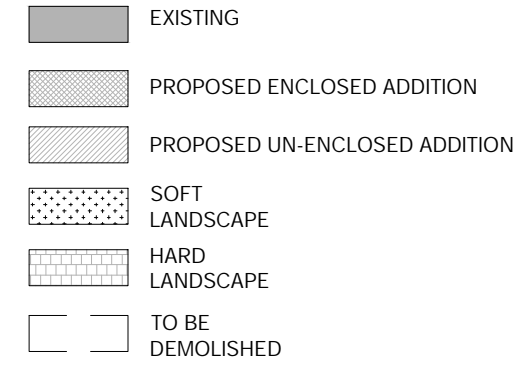 EXISTING
PROPOSED ENCLOSED ADDITION
PROPOSED UN-ENCLOSED ADDITION
SOFT
LANDSCAPE
HARD
LANDSCAPE
TO BE
DEMOLISHED